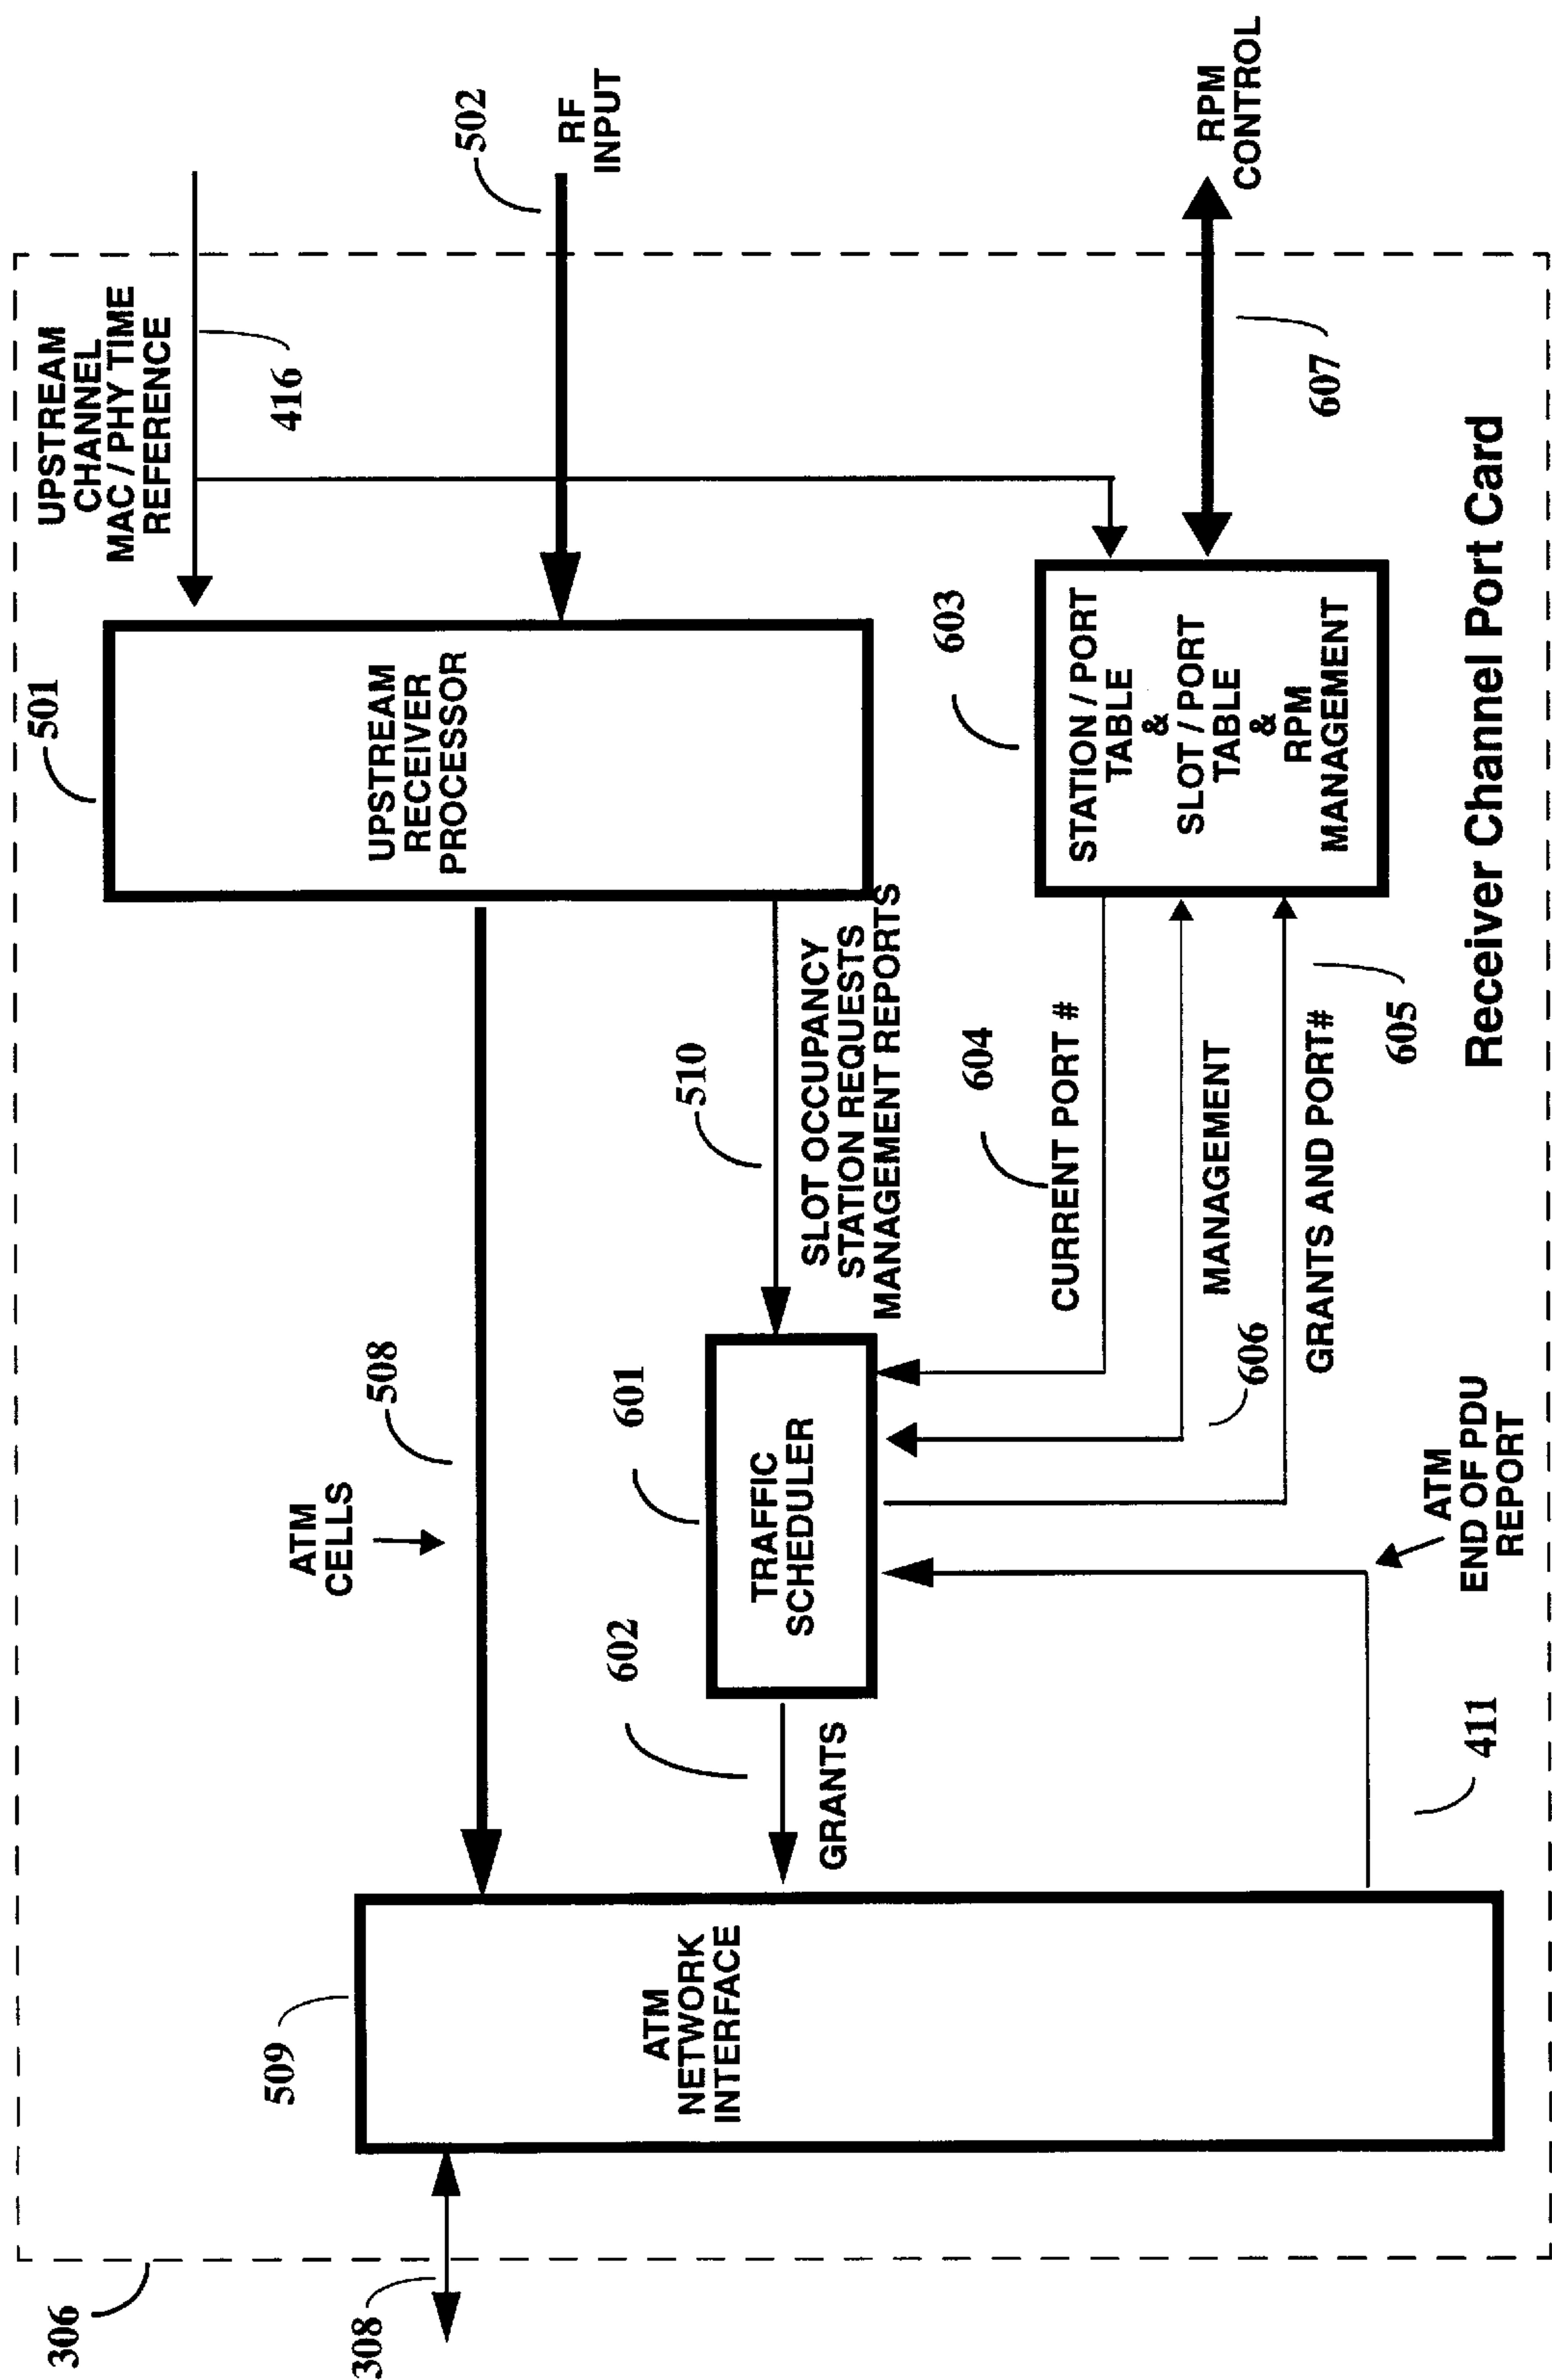 306
308
509
ATM
NETWORK
INTERFACE
ATM
CELLS
508
602
GRANTS
601
TRAFFIC
SCHEDULER
411
ATM
END OF PDU
REPORT
501
UPSTREAM
RECEIVER
PROCESSOR
510
SLOT OCCUPANCY
STATION REQUESTS
MANAGEMENT REPORTS
604
CURRENT PORT #
MANAGEMENT
606
GRANTS AND PORT#
605
603
STATION / PORT
TABLE
&
SLOT / PORT
TABLE
&
RPM
MANAGEMENT
UPSTREAM
CHANNEL
MAC / PHY TIME
REFERENCE
416
502
RF
INPUT
607
RPM
CONTROL
Receiver Channel Port Card